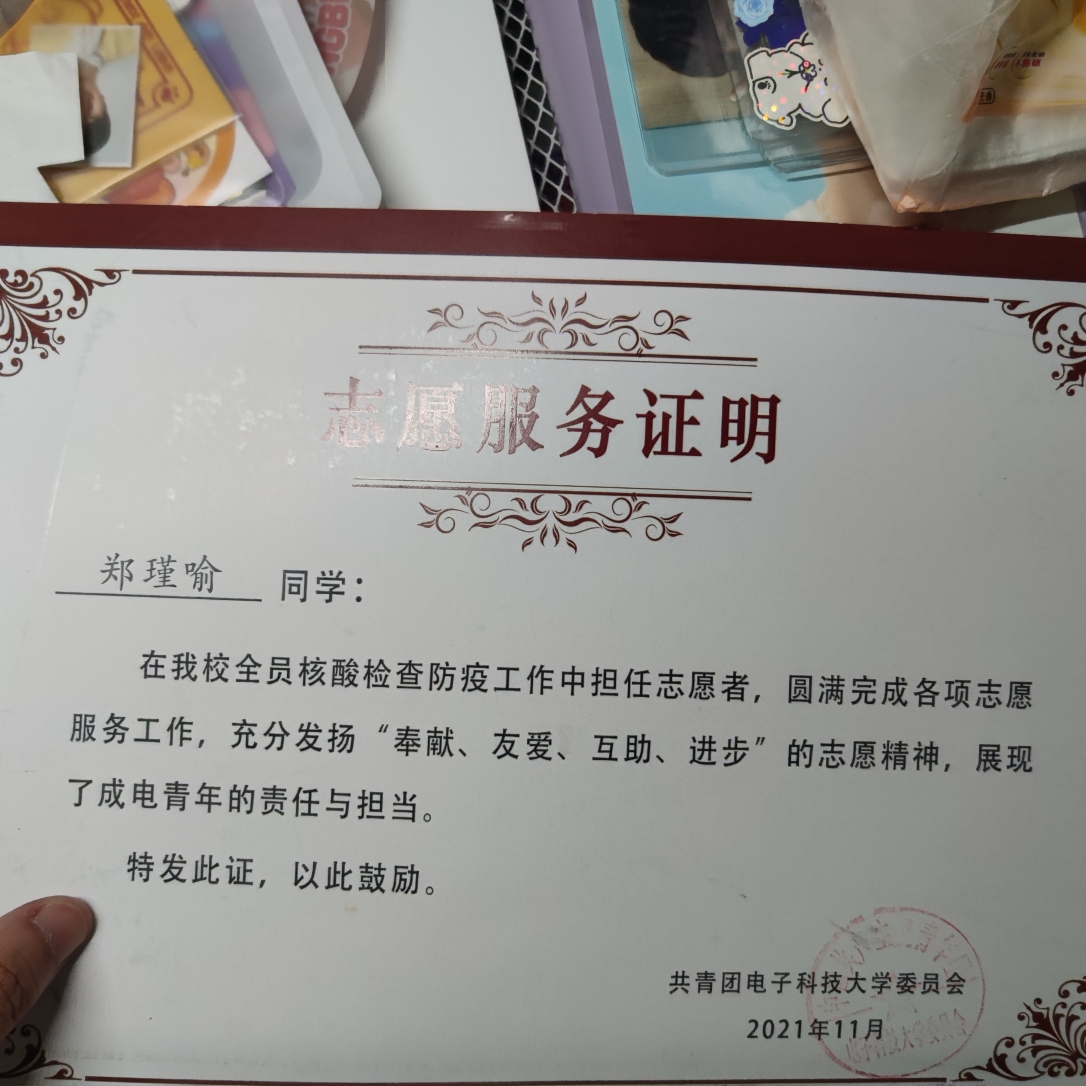 志愿服务证明
郑瑾喻 同学：
在我校全员核酸检查防疫工作中担任志愿者，圆满完成各项志愿
服务工作，充分发扬“奉献、友爱、互助、进步”的志愿精神，展现
了成电青年的责任与担当。
特发此证，以此鼓励。
共青团电子科技大学委员会
2021年11月